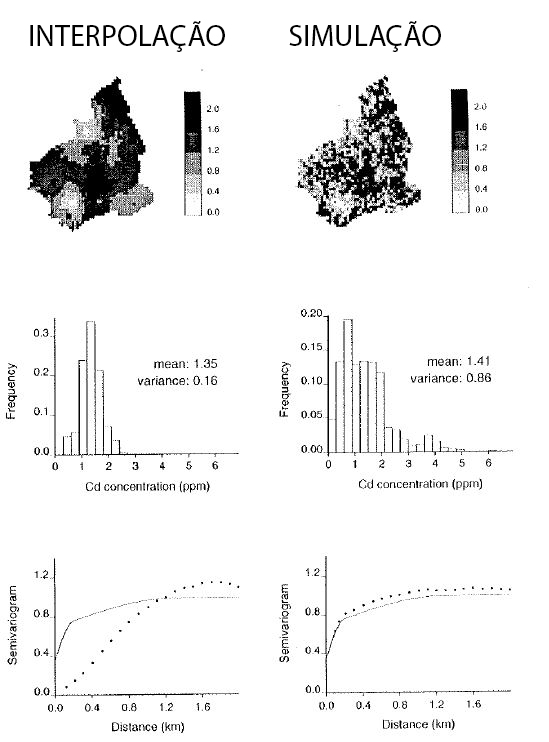 INTERPOLAÇÃO SIMULAÇÃO
2.0 2.0
1.6 1.6
1.2 1.2
0.8 0.8
0.4 0.4
0.0 0.0
0.3 0.20
mean: 1.35 mean: 1.41
variance: 0.16 variance: 0.86
0.2 0.15
Frequency Frequency
0.10
0.1 0.05
0.0 0.00
0 1 2 3 4 5 6 0 1 2 3 4 5 6
Cd concentration (ppm) Cd concentration (ppm)
1.2 1.2
0.8 0.8
Semivariogram Semivariogram
0.4 0.4
0.0 0.0
0.0 0.4 0.8 1.2 1.6 0.0 0.4 0.8 1.2 1.6
Distance (km) Distance (km)